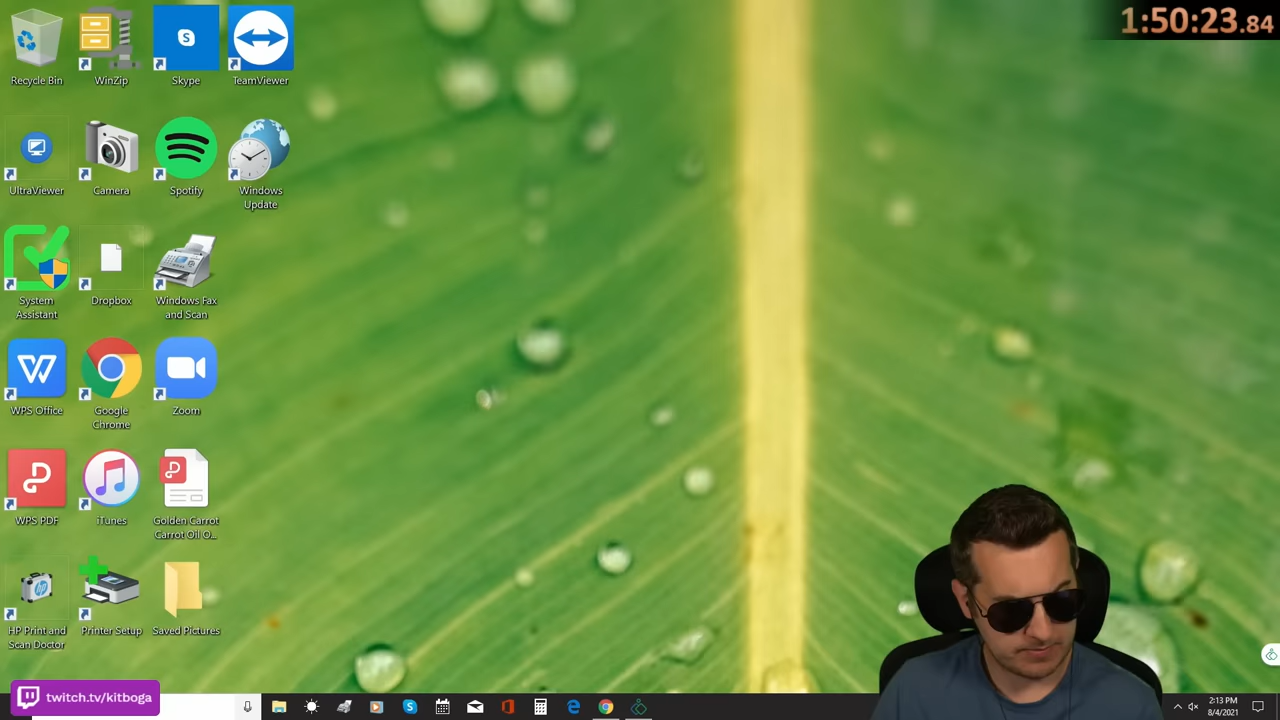 1:50:23.84
Recycle Bin
WinZip
Skype
TeamViewer
UltraViewer
Camera
Spotify
Windows
Update
System
Assistant
Dropbox
Windows Fax
and Scan
WPS Office
Google
Chrome
Zoom
WPS PDF
iTunes
Golden Carrot
Carrot Oil O...
HP Print and
Scan Doctor
Printer Setup
Saved Pictures
twitch.tv/kitboga
2:13 PM
8/4/2021